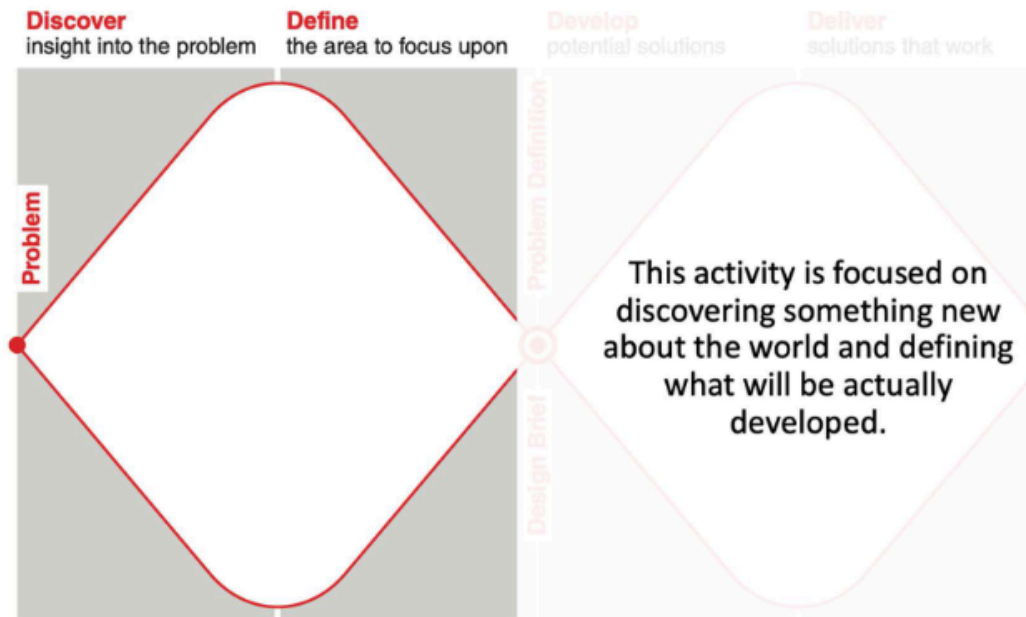 Discover
insight into the problem
Define
the area to focus upon
Develop
potential solutions
Deliver
solutions that work
Problem
Problem Definition
Design Brief
This activity is focused on
discovering something new
about the world and defining
what will be actually
developed.